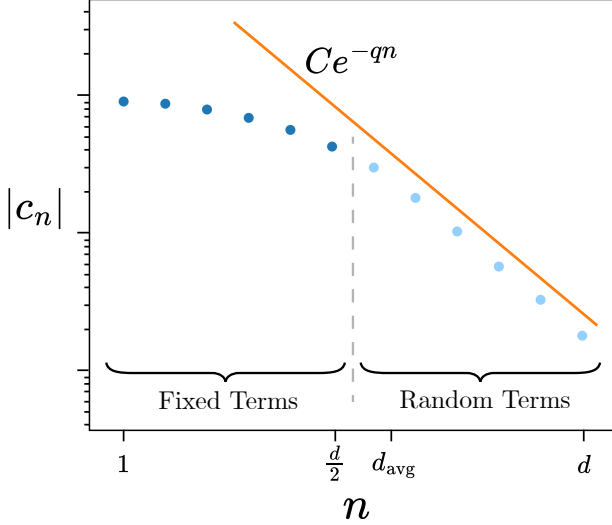 Ce^{-qn}
|c_n|
Fixed Terms
Random Terms
1
d/2
d_avg
d
n